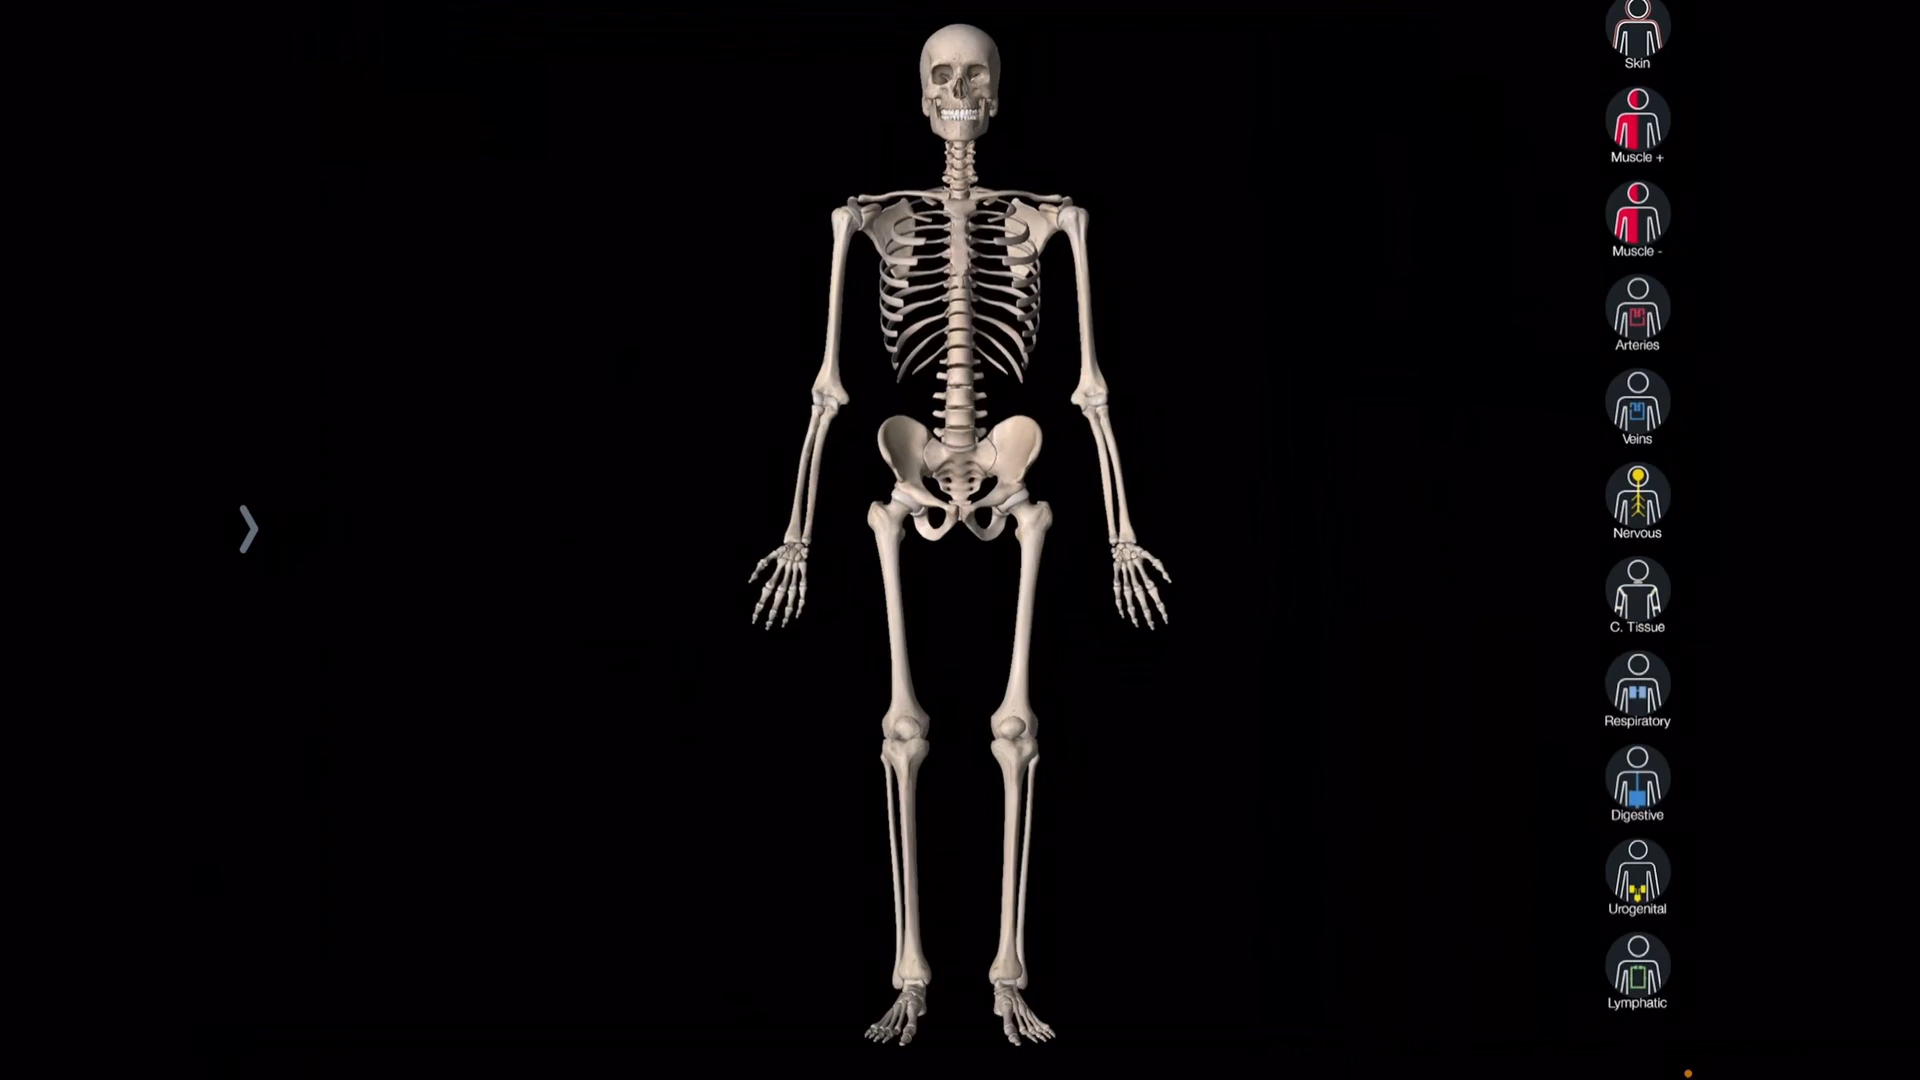 Skin
Muscle +
Muscle -
Arteries
Veins
Nervous
C. Tissue
Respiratory
Digestive
Urogenital
Lymphatic